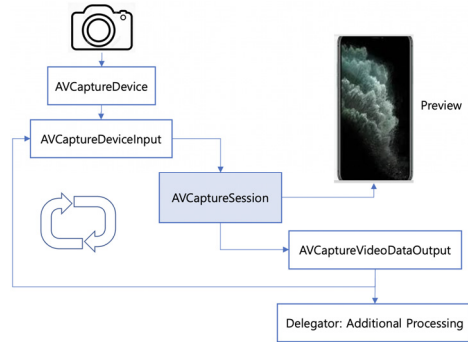 AVCaptureDevice
Preview
AVCaptureDeviceInput
AVCaptureSession
AVCaptureVideoDataOutput
Delegator: Additional Processing